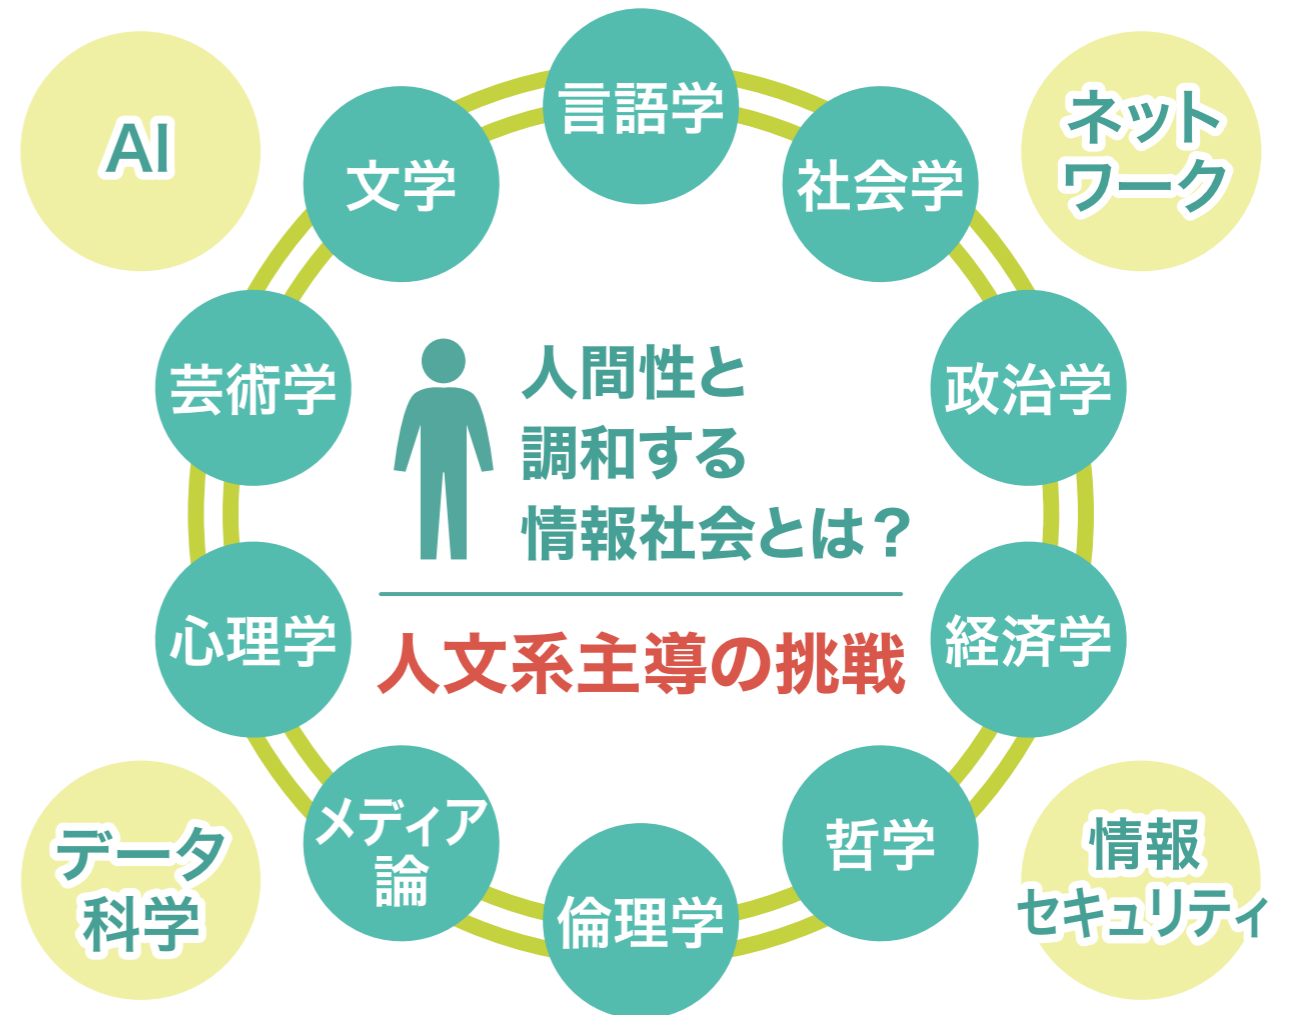 AI
ネット
ワーク
言語学
文学
社会学
芸術学
政治学
人間性と
調和する
情報社会とは？
人文系主導の挑戦
心理学
経済学
メディア
論
哲学
倫理学
データ
科学
情報
セキュリティ